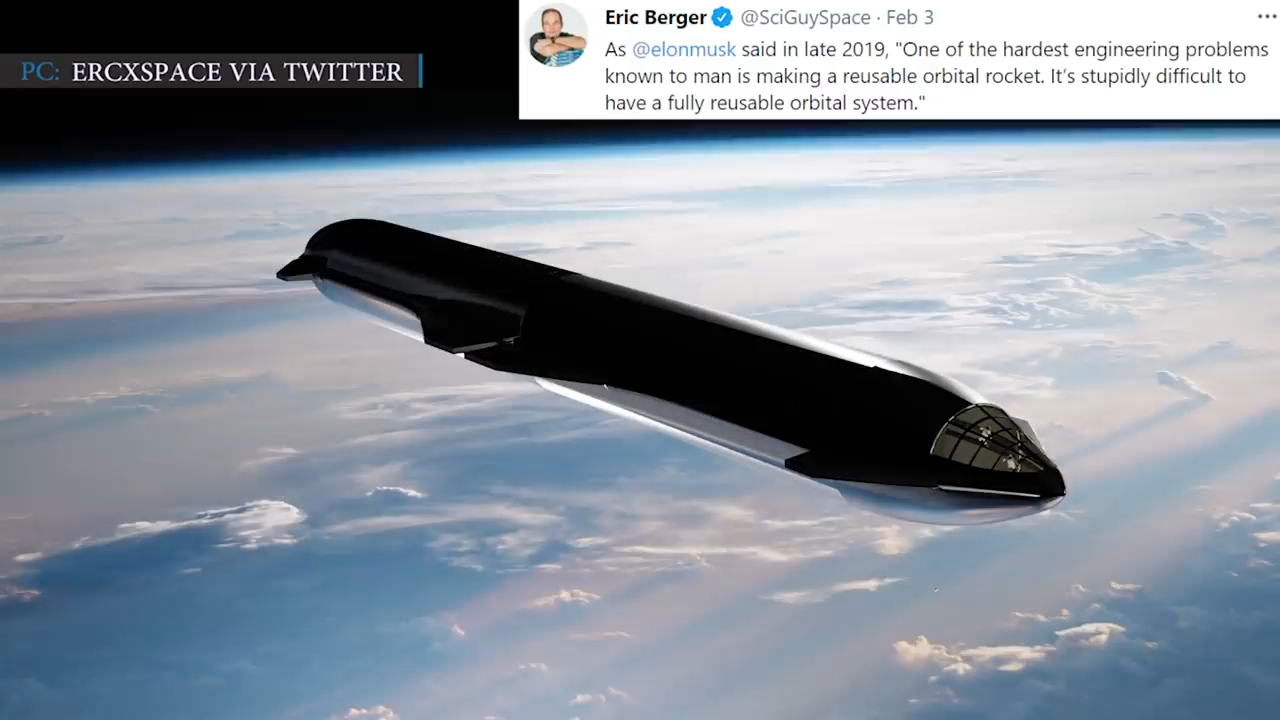 PC: ERCXSPACE VIA TWITTER
Eric Berger @SciGuySpace · Feb 3
As @elonmusk said in late 2019, "One of the hardest engineering problems
known to man is making a reusable orbital rocket. It's stupidly difficult to
have a fully reusable orbital system."